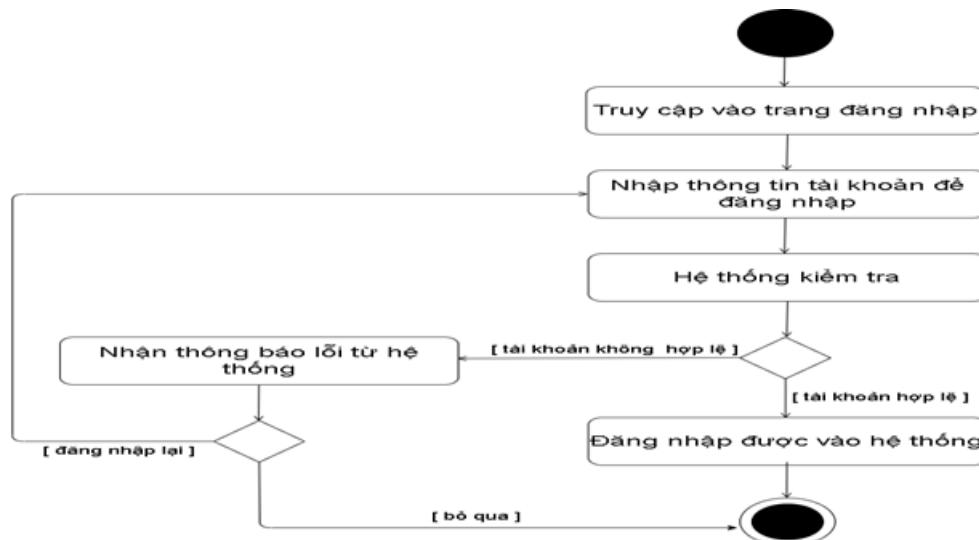 Truy cập vào trang đăng nhập
Nhập thông tin tài khoản để
đăng nhập
Hệ thống kiểm tra
[ tài khoản không hợp lệ ]
Nhận thông báo lỗi từ hệ
thống
[ tài khoản hợp lệ ]
Đăng nhập được vào hệ thống
[ đăng nhập lại ]
[ bỏ qua ]